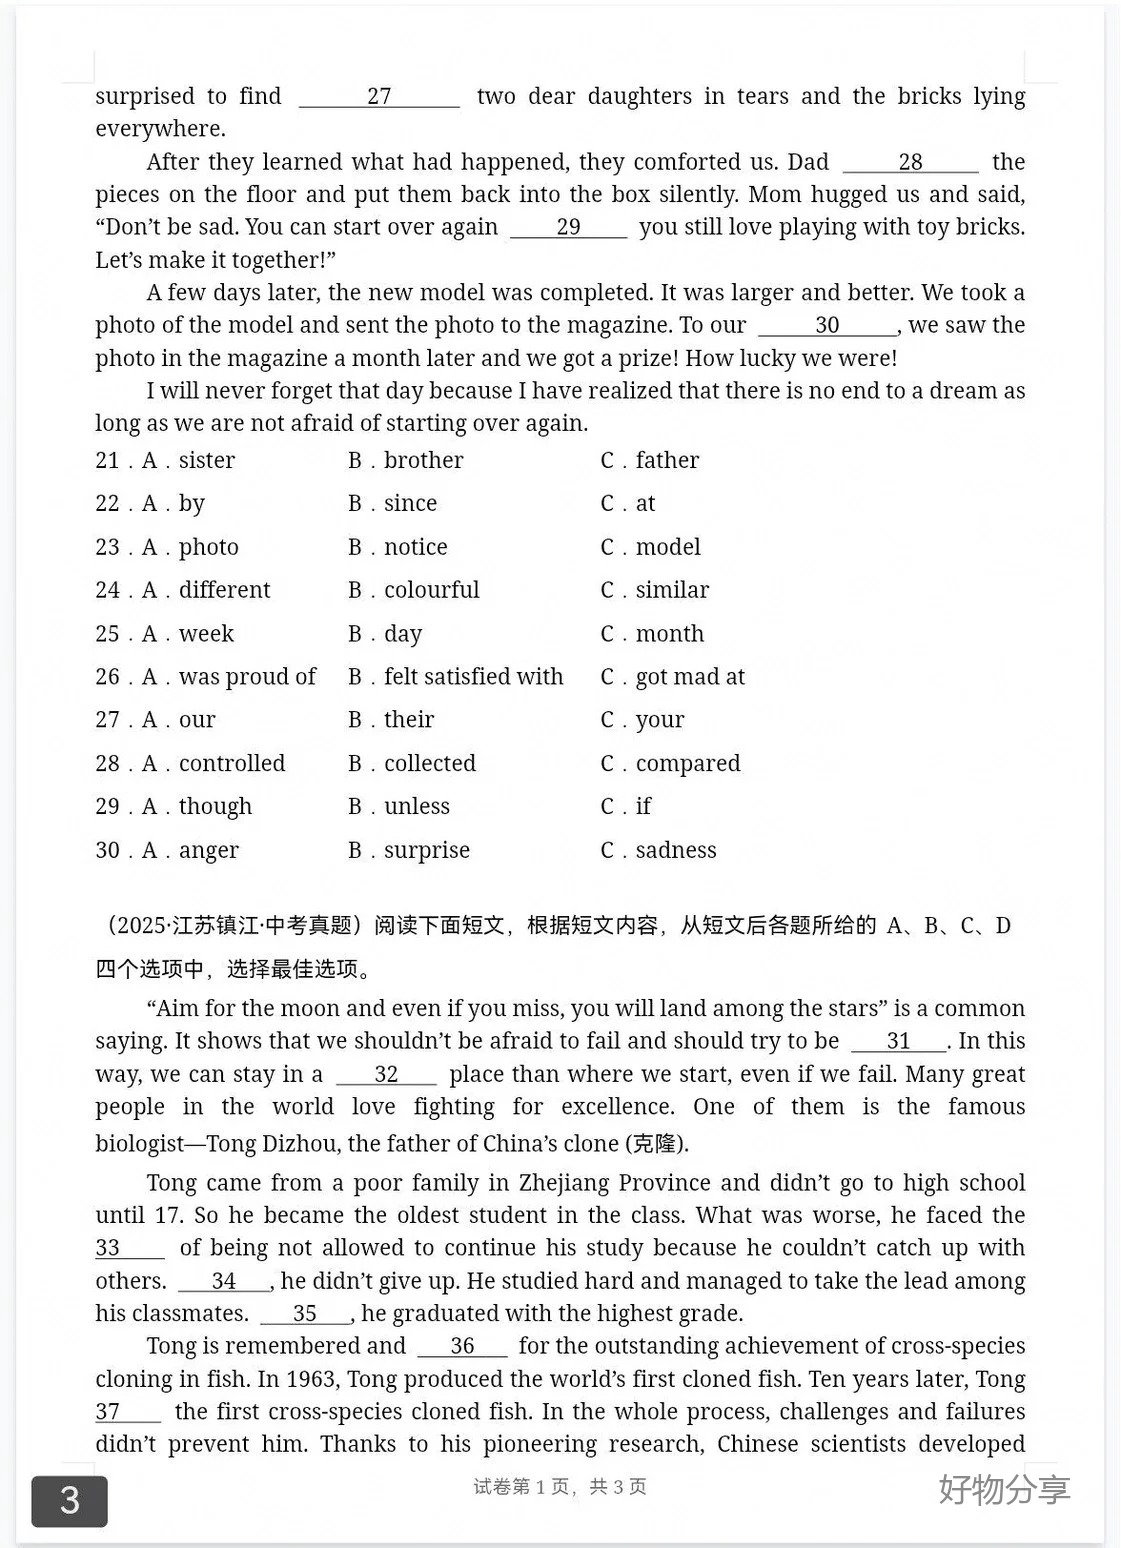 surprised to find 27 two dear daughters in tears and the bricks lying
everywhere.
After they learned what had happened, they comforted us. Dad 28 the
pieces on the floor and put them back into the box silently. Mom hugged us and said,
“Don’t be sad. You can start over again 29 you still love playing with toy bricks.
Let’s make it together!”
A few days later, the new model was completed. It was larger and better. We took a
photo of the model and sent the photo to the magazine. To our 30, we saw the
photo in the magazine a month later and we got a prize! How lucky we were!
I will never forget that day because I have realized that there is no end to a dream as
long as we are not afraid of starting over again.
21．A．sister B．brother C．father
22．A．by B．since C．at
23．A．photo B．notice C．model
24．A．different B．colourful C．similar
25．A．week B．day C．month
26．A．was proud of B．felt satisfied with C．got mad at
27．A．our B．their C．your
28．A．controlled B．collected C．compared
29．A．though B．unless C．if
30．A．anger B．surprise C．sadness
（2025·江苏镇江·中考真题）阅读下面短文，根据短文内容，从短文后各题所给的 A、B、C、D
四个选项中，选择最佳选项。
“Aim for the moon and even if you miss, you will land among the stars” is a common
saying. It shows that we shouldn’t be afraid to fail and should try to be 31. In this
way, we can stay in a 32 place than where we start, even if we fail. Many great
people in the world love fighting for excellence. One of them is the famous
biologist—Tong Dizhou, the father of China’s clone (克隆).
Tong came from a poor family in Zhejiang Province and didn’t go to high school
until 17. So he became the oldest student in the class. What was worse, he faced the
33 of being not allowed to continue his study because he couldn’t catch up with
others. 34, he didn’t give up. He studied hard and managed to take the lead among
his classmates. 35, he graduated with the highest grade.
Tong is remembered and 36 for the outstanding achievement of cross-species
cloning in fish. In 1963, Tong produced the world’s first cloned fish. Ten years later, Tong
37 the first cross-species cloned fish. In the whole process, challenges and failures
didn’t prevent him. Thanks to his pioneering research, Chinese scientists developed
试卷第 1 页，共 3 页
3
好物分享